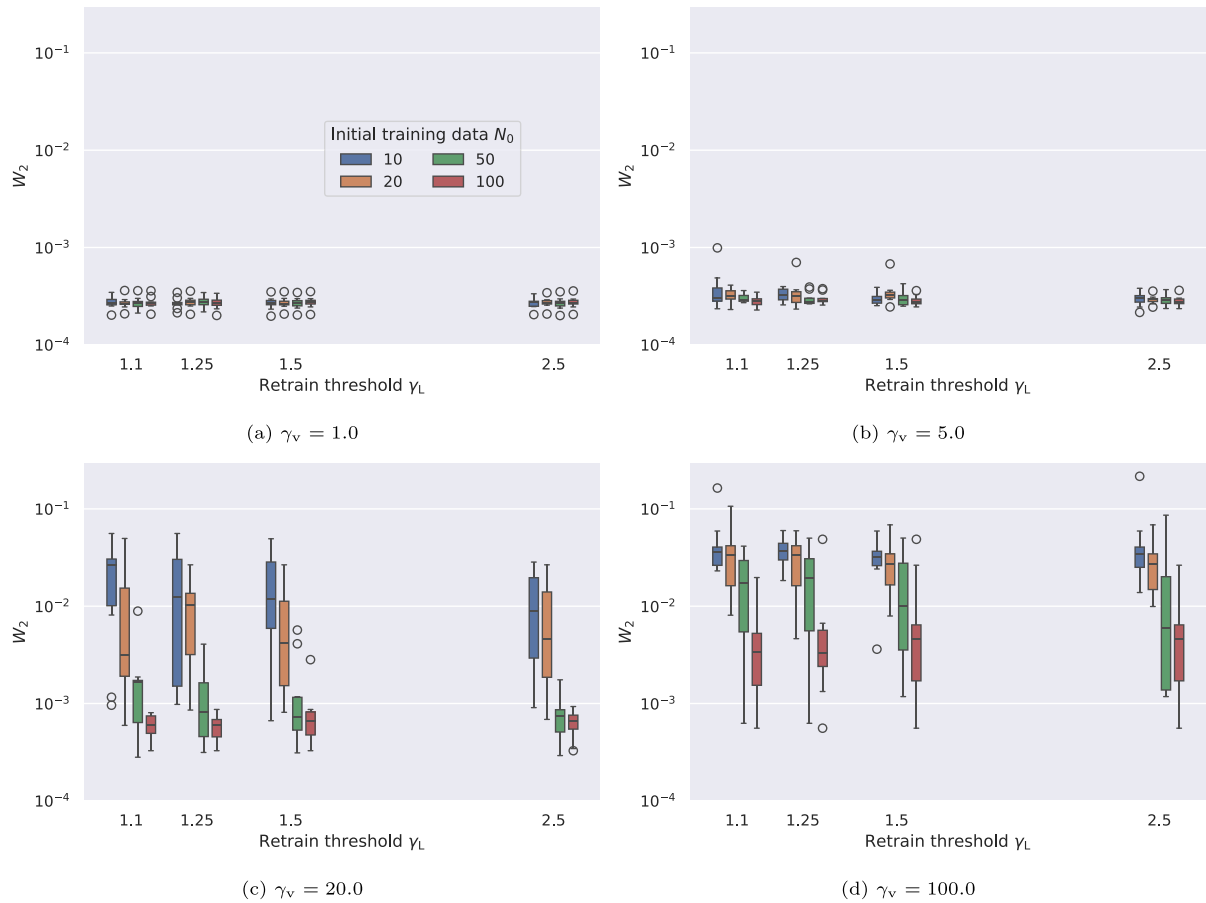 10⁻¹
10⁻²
10⁻³
10⁻⁴
W₂
Initial training data N₀
10 50
20 100
1.1 1.25 1.5 2.5
Retrain threshold γ_L
(a) γ_v = 1.0
10⁻¹
10⁻²
10⁻³
10⁻⁴
W₂
1.1 1.25 1.5 2.5
Retrain threshold γ_L
(b) γ_v = 5.0
10⁻¹
10⁻²
10⁻³
10⁻⁴
W₂
1.1 1.25 1.5 2.5
Retrain threshold γ_L
(c) γ_v = 20.0
10⁻¹
10⁻²
10⁻³
10⁻⁴
W₂
1.1 1.25 1.5 2.5
Retrain threshold γ_L
(d) γ_v = 100.0